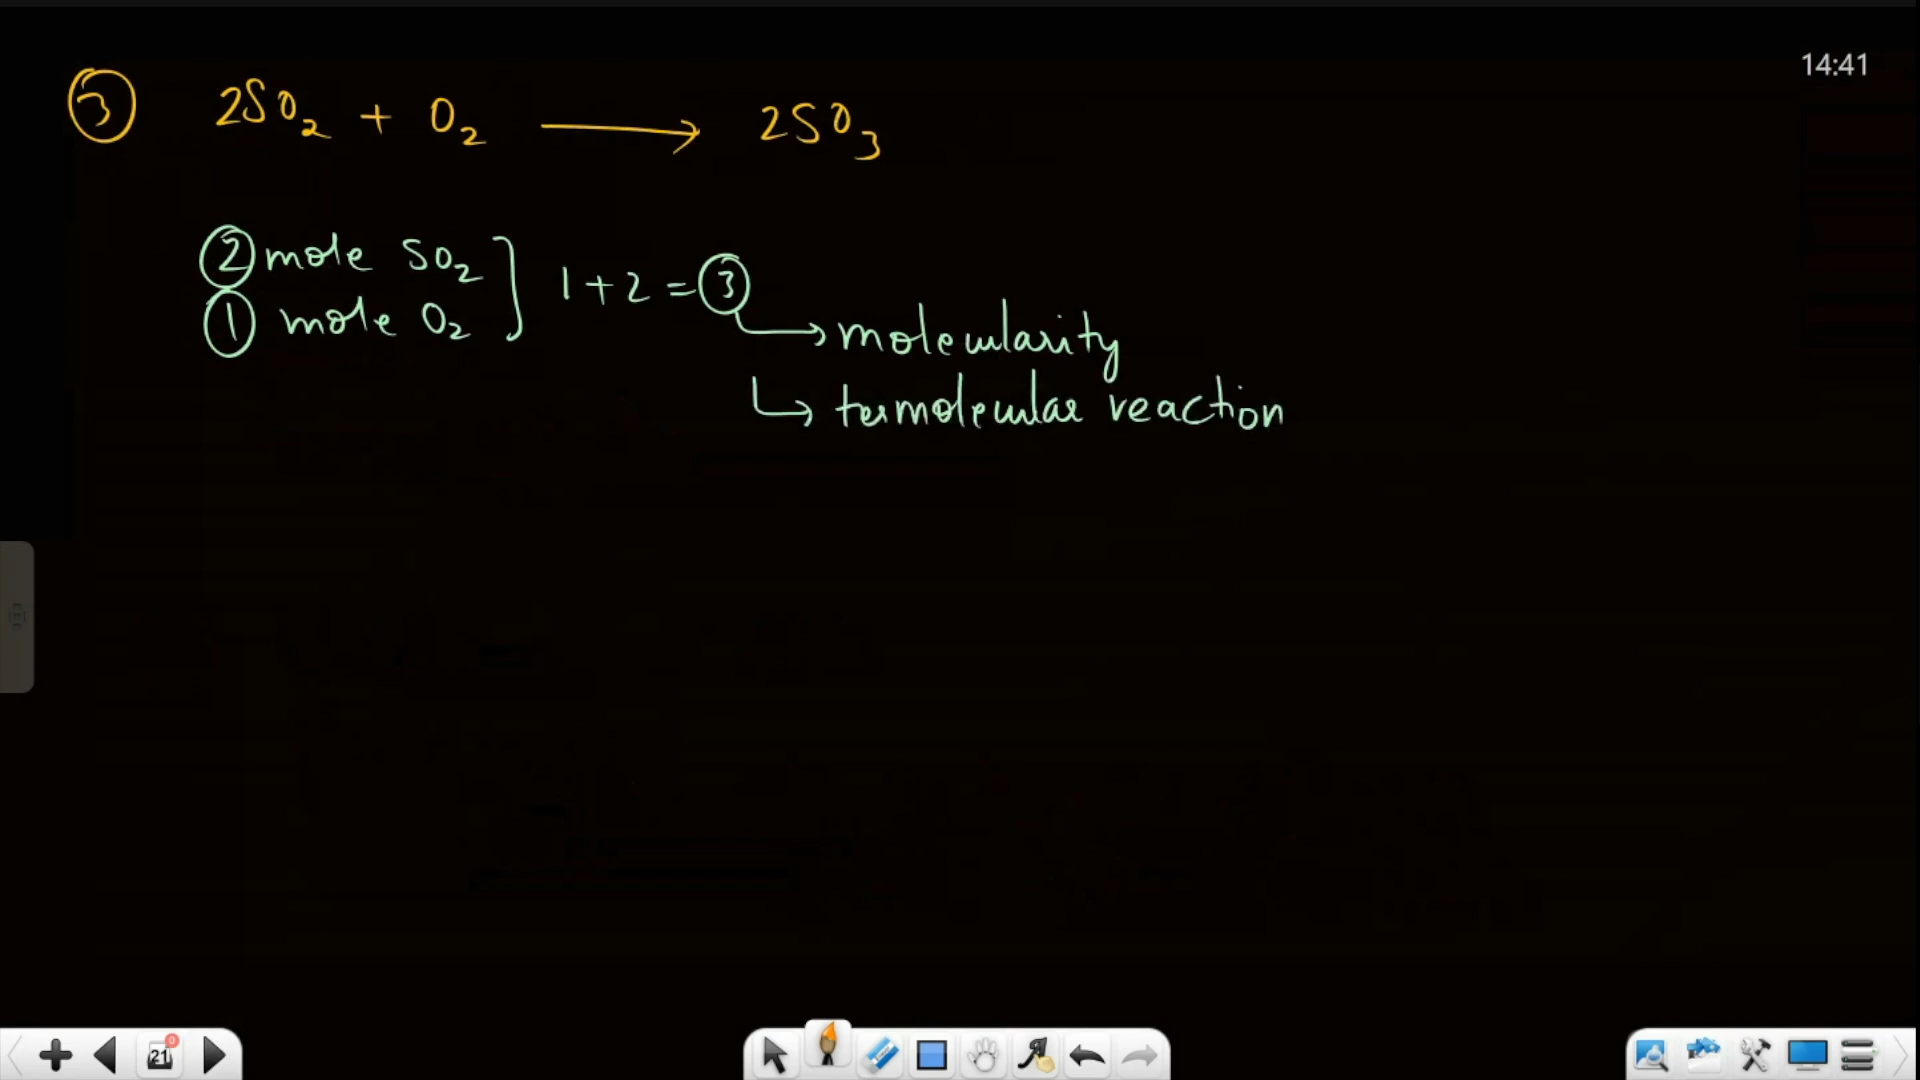 14:41
③ 2SO₂ + O₂ ⟶ 2SO₃
② mole SO₂
① mole O₂
1+2=③
→ molecularity
↳ termolecular reaction
21
0